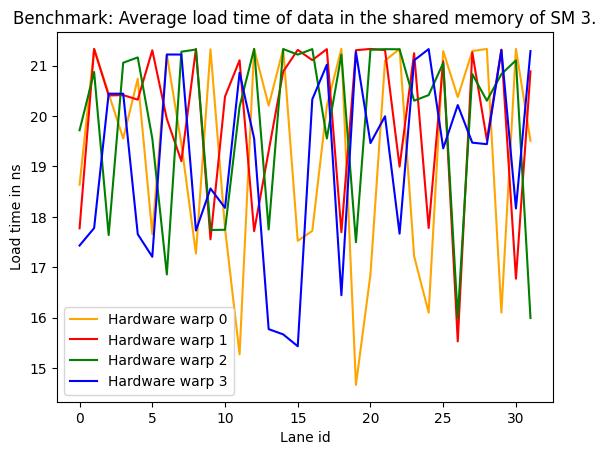 Benchmark: Average load time of data in the shared memory of SM 3.
Load time in ns
21
20
19
18
17
16
15
Hardware warp 0
Hardware warp 1
Hardware warp 2
Hardware warp 3
0 5 10 15 20 25 30
Lane id